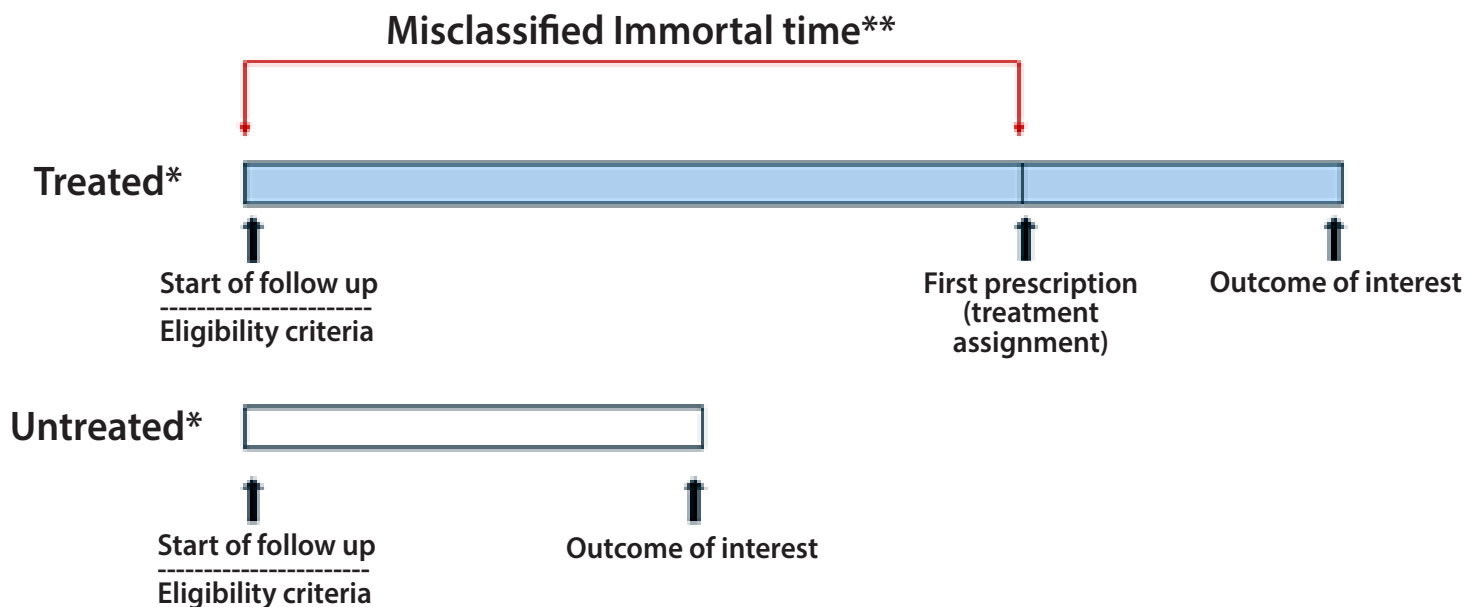 Misclassified Immortal time**
Treated*
Start of follow up
-----------------------
Eligibility criteria
First prescription
(treatment
assignment)
Outcome of interest
Untreated*
Start of follow up
-----------------------
Eligibility criteria
Outcome of interest